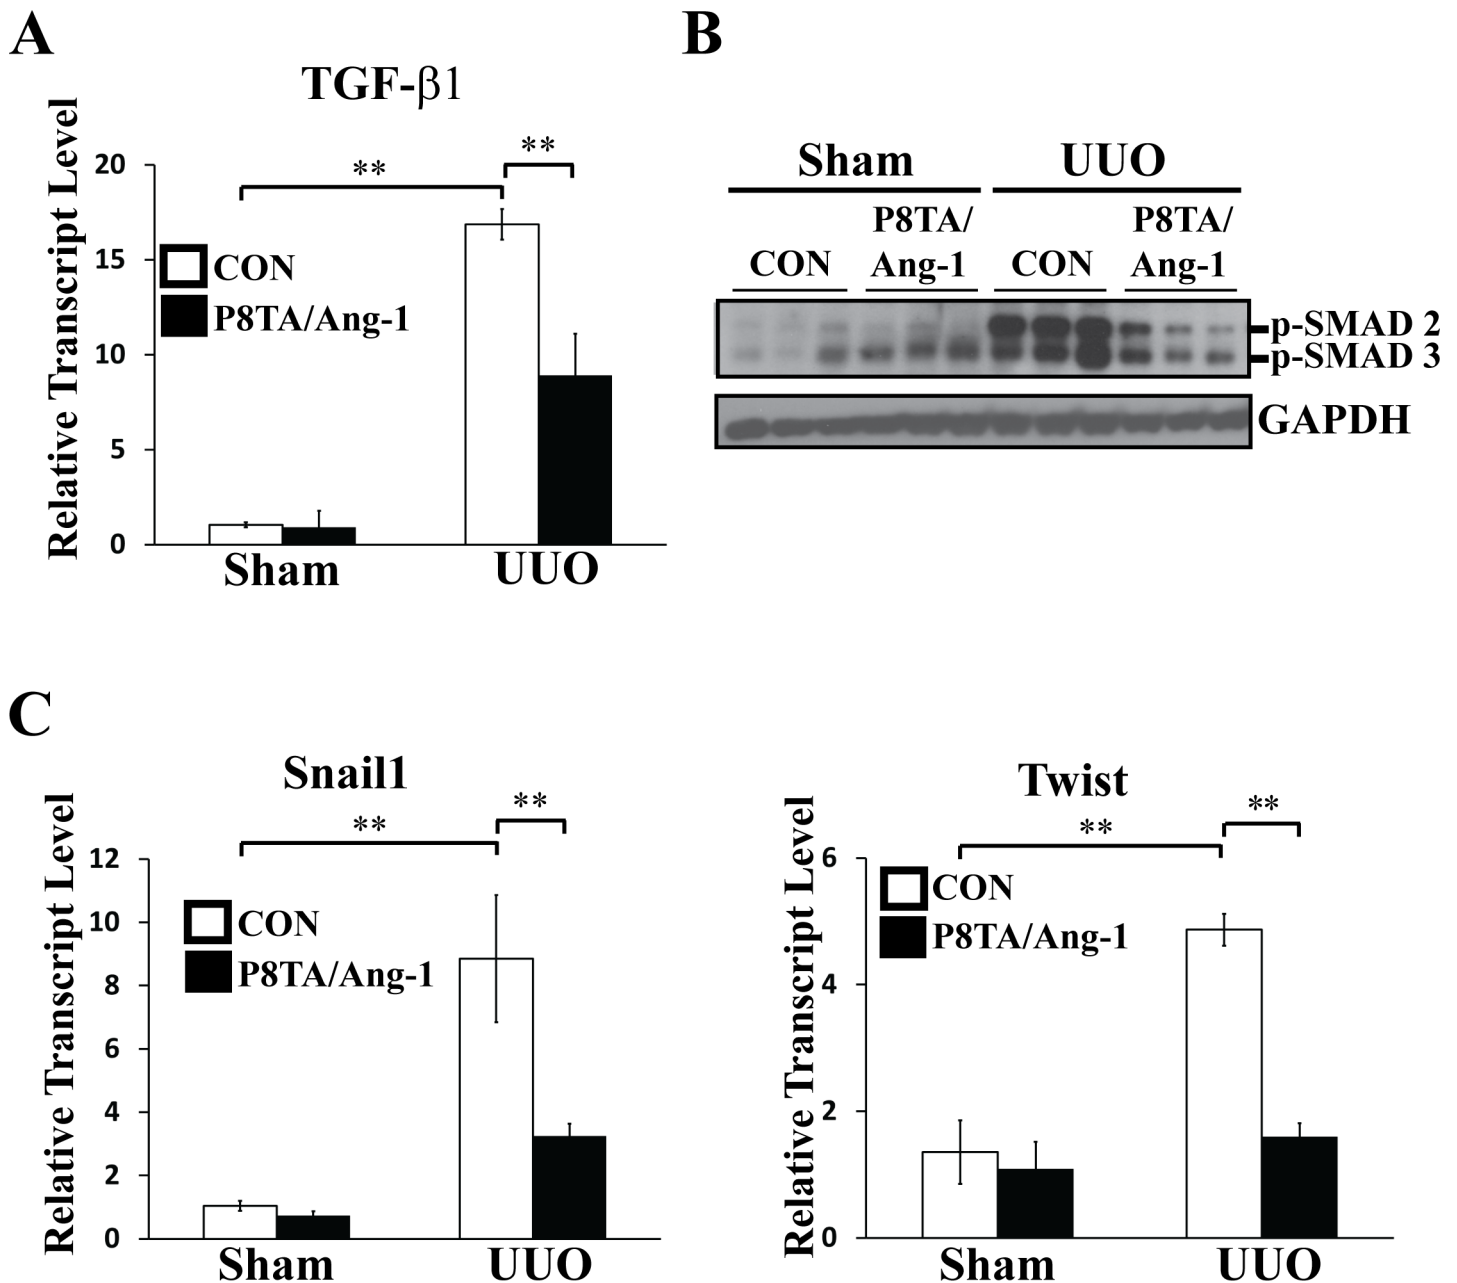 A
TGF-β1
Relative Transcript Level
20
15
10
5
0
**
**
CON
P8TA/Ang-1
Sham
UUO
B
Sham
UUO
CON
P8TA/
Ang-1
CON
P8TA/
Ang-1
p-SMAD 2
p-SMAD 3
GAPDH
C
Snail1
Relative Transcript Level
12
10
8
6
4
2
0
**
**
CON
P8TA/Ang-1
Sham
UUO
Twist
Relative Transcript Level
6
4
2
0
**
**
CON
P8TA/Ang-1
Sham
UUO